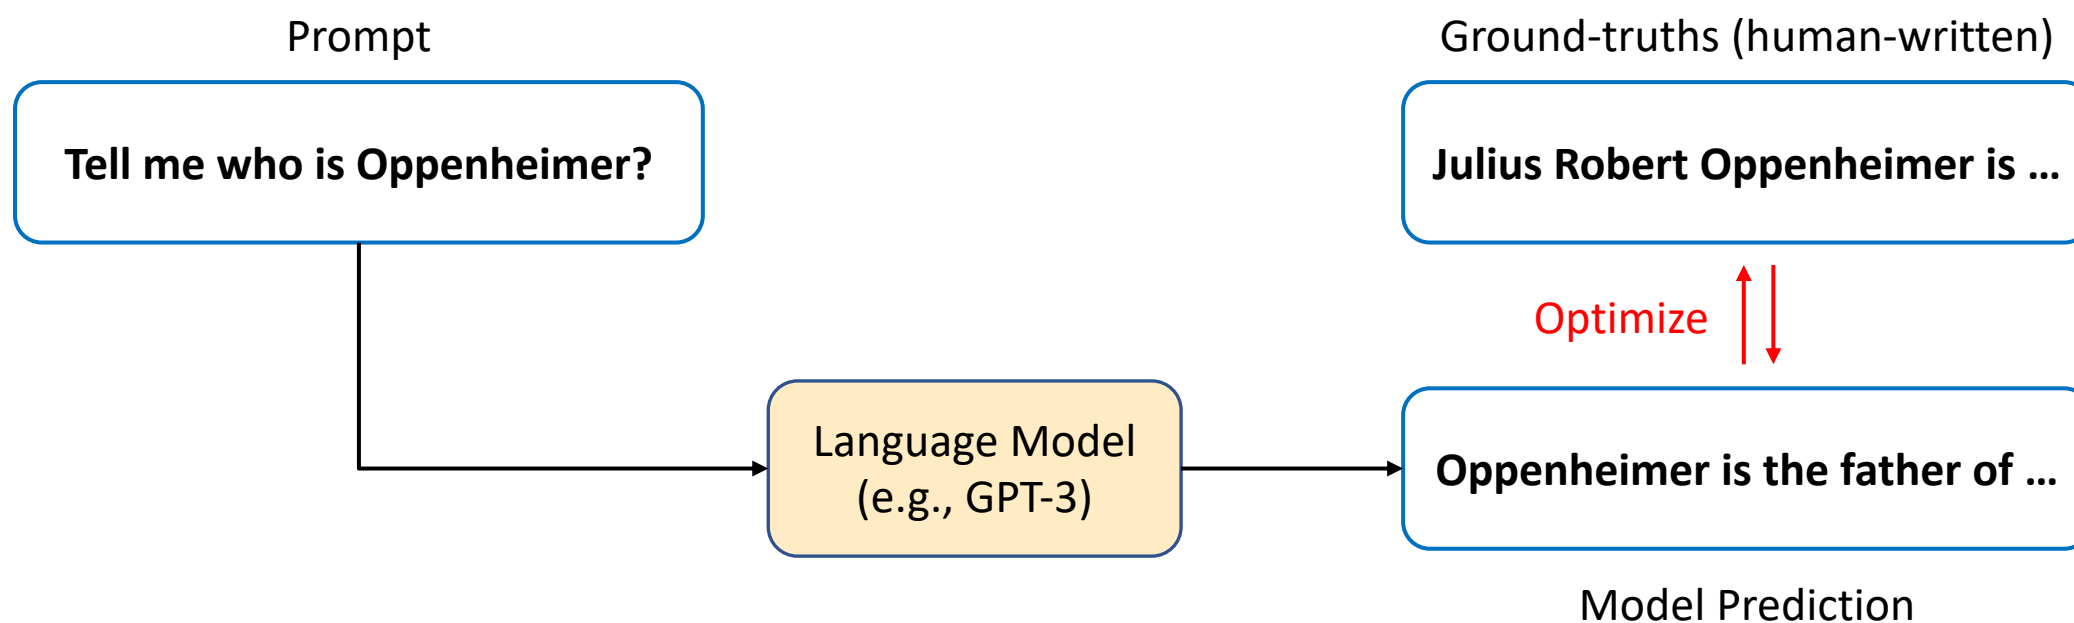 Prompt
Ground-truths (human-written)
Tell me who is Oppenheimer?
Julius Robert Oppenheimer is ...
Optimize
Language Model
(e.g., GPT-3)
Oppenheimer is the father of ...
Model Prediction